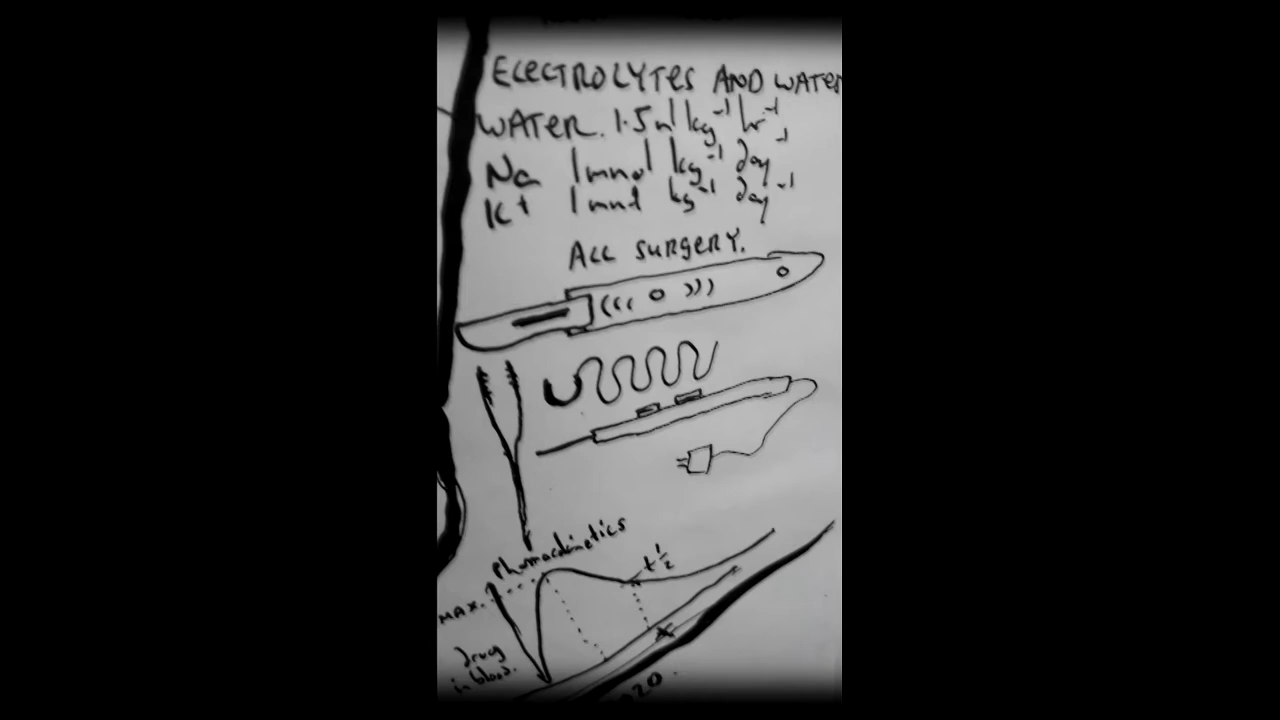 ELECTROLYTES AND WATER
WATER. 1.5ml kg⁻¹ hr⁻¹
Na 1mmol kg⁻¹ day⁻¹
K+ 1mmol kg⁻¹ day⁻¹
ALL SURGERY.
Pharmacokinetics
t½
MAX.
drug
in blood.